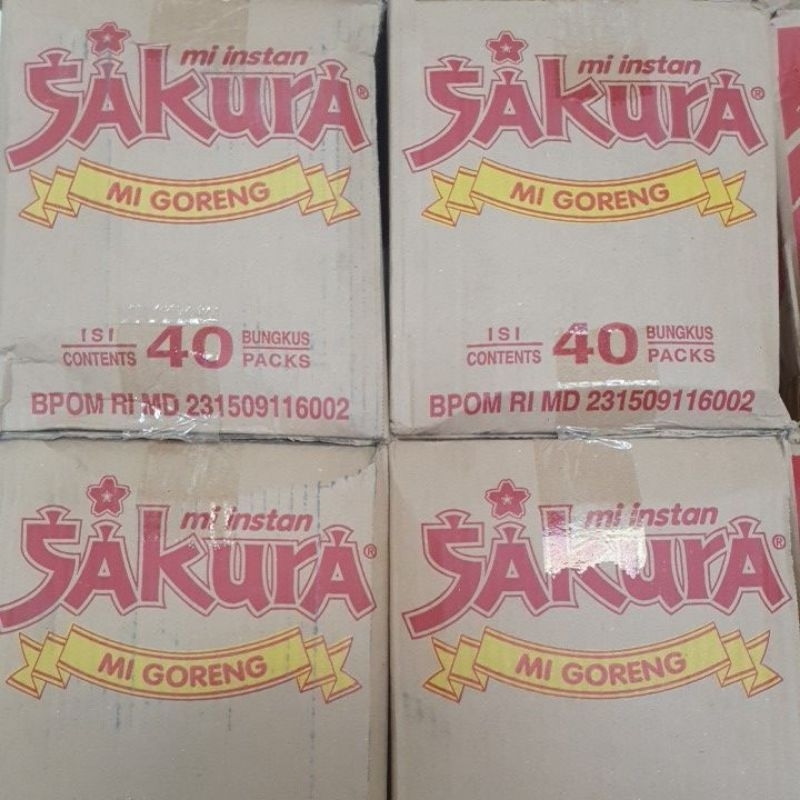 mi instan
SAkurA®
MI GORENG
ISI
CONTENTS
40
BUNGKUS
PACKS
BPOM RI MD 231509116002
mi instan
SAkurA®
MI GORENG
ISI
CONTENTS
40
BUNGKUS
PACKS
BPOM RI MD 231509116002
mi instan
SAkurA®
MI GORENG
mi instan
SAkurA®
MI GORENG